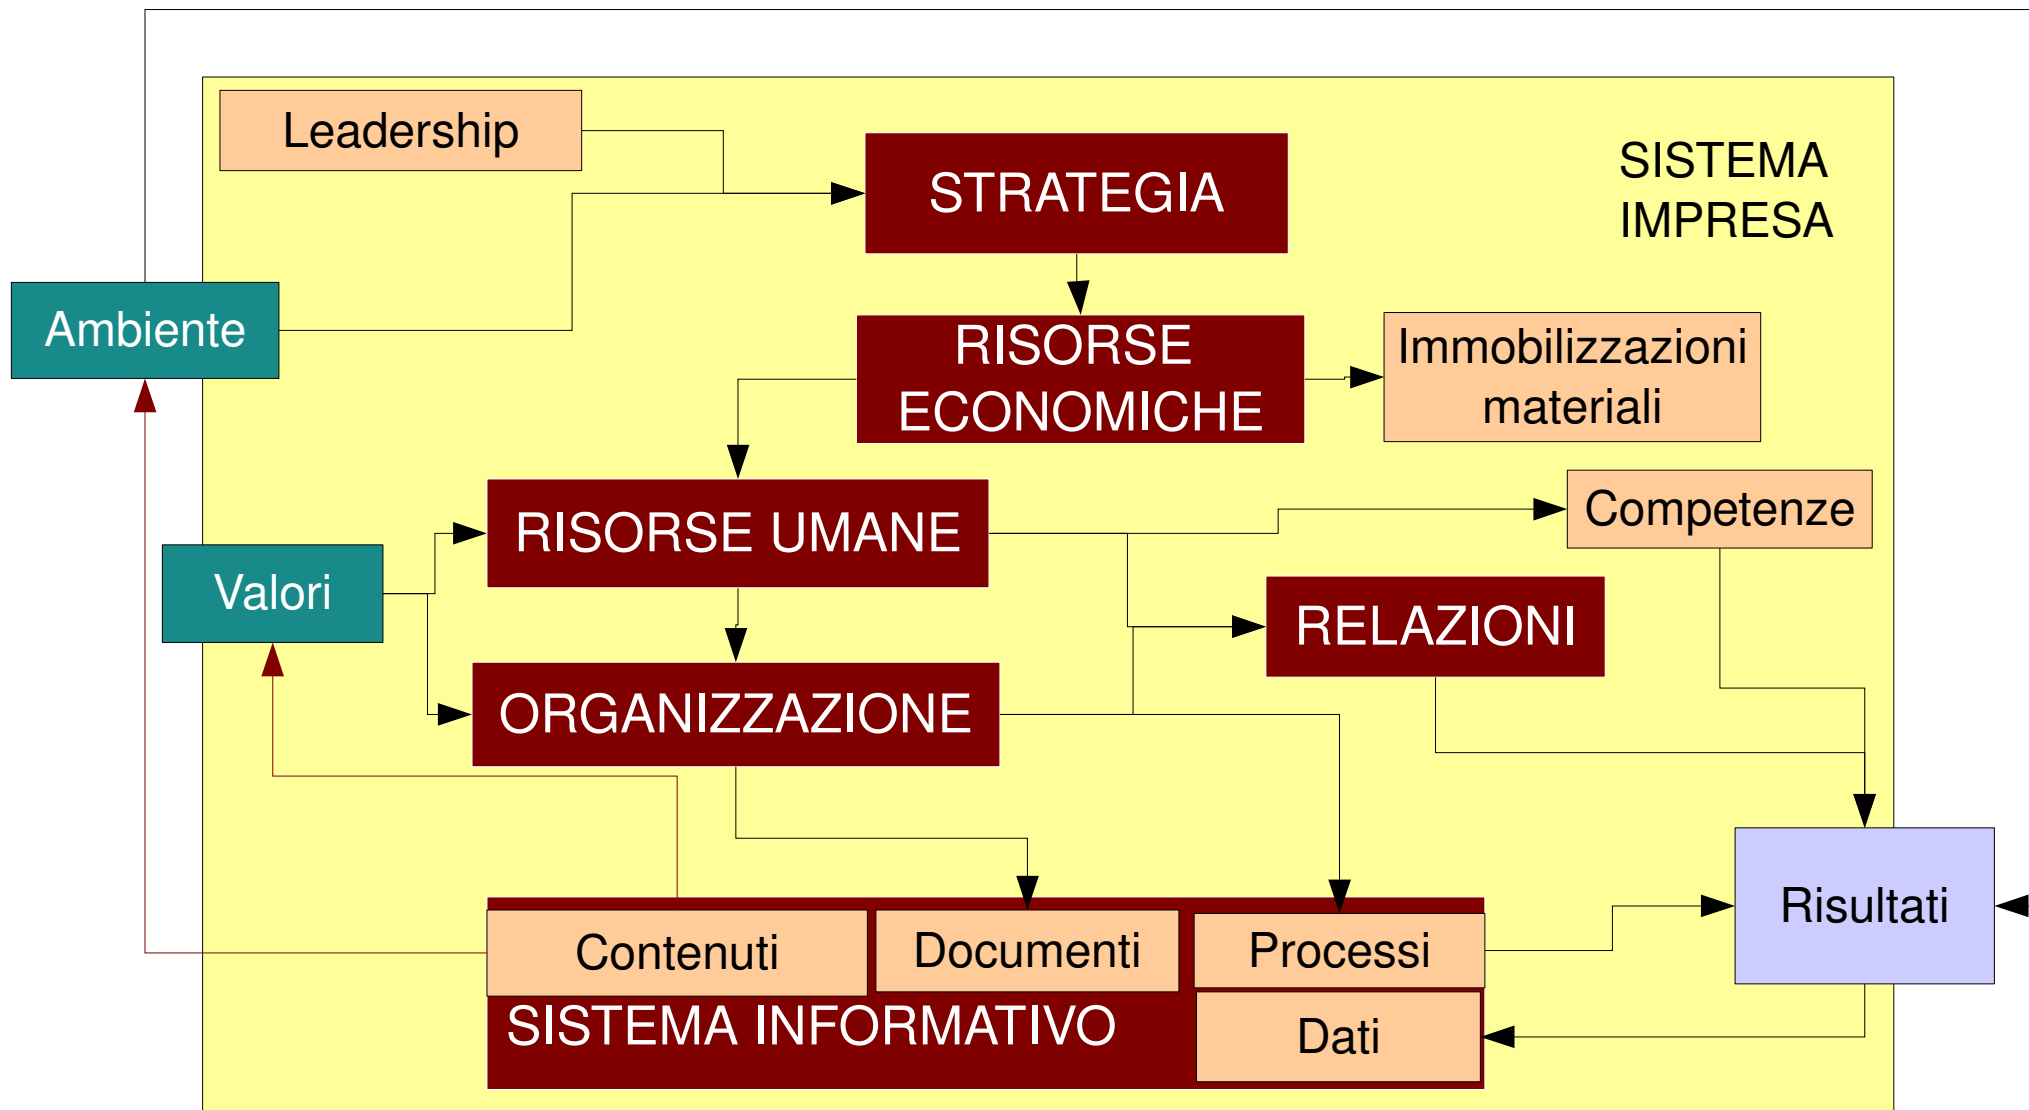 Leadership
STRATEGIA
SISTEMA
IMPRESA
Ambiente
RISORSE
ECONOMICHE
Immobilizzazioni
materiali
RISORSE UMANE
Competenze
Valori
RELAZIONI
ORGANIZZAZIONE
Risultati
Contenuti
Documenti
Processi
SISTEMA INFORMATIVO
Dati